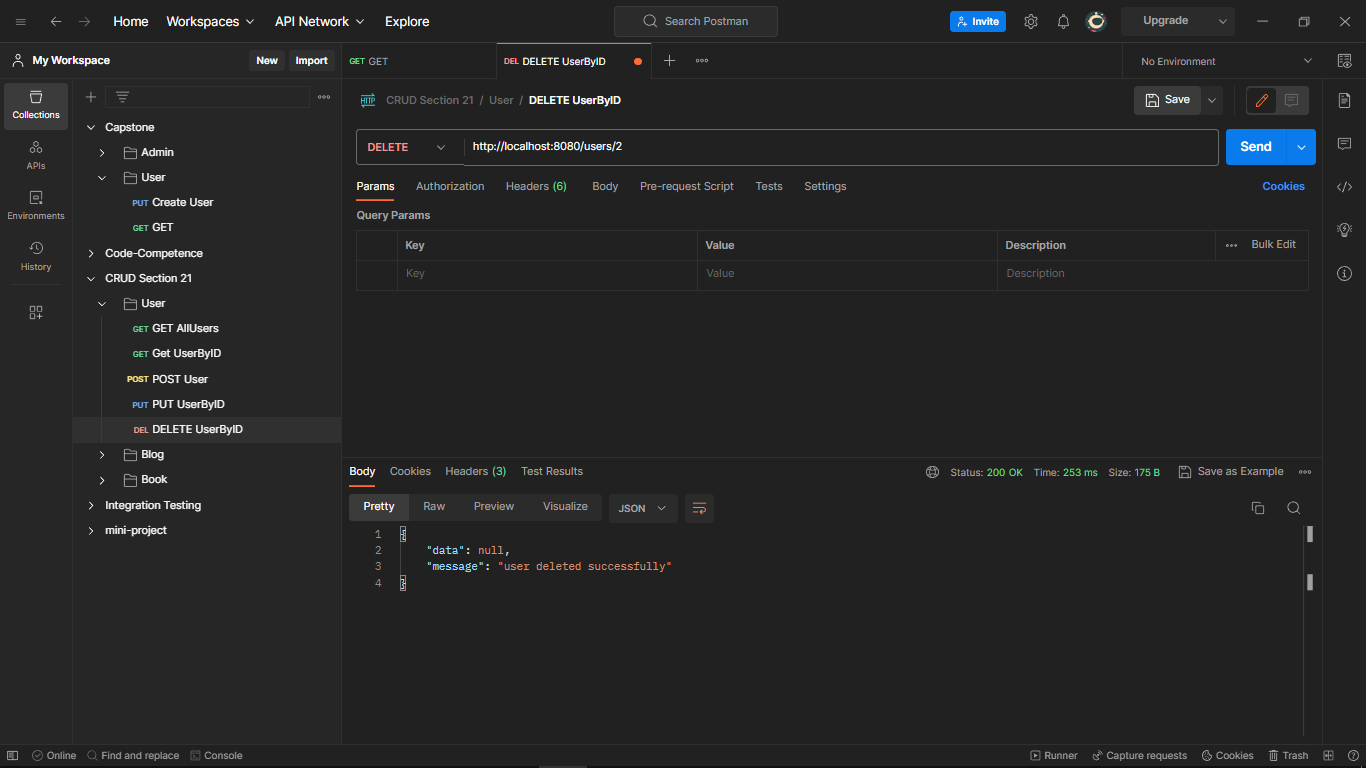 Home Workspaces API Network Explore Search Postman Invite Upgrade
My Workspace New Import GET GET DEL DELETE UserByID No Environment
Collections
APIs
Environments
History
Capstone
Admin
User
PUT Create User
GET GET
Code-Competence
CRUD Section 21
User
GET GET AllUsers
GET Get UserByID
POST POST User
PUT PUT UserByID
DEL DELETE UserByID
Blog
Book
Integration Testing
mini-project
HTTP CRUD Section 21 / User / DELETE UserByID Save
DELETE http://localhost:8080/users/2 Send
Params Authorization Headers (6) Body Pre-request Script Tests Settings Cookies
Query Params
Key Value Description Bulk Edit
Key Value Description
Body Cookies Headers (3) Test Results Status: 200 OK Time: 253 ms Size: 175 B Save as Example
Pretty Raw Preview Visualize JSON
1 {
2 "data": null,
3 "message": "user deleted successfully"
4 }
Online Find and replace Console Runner Capture requests Cookies Trash